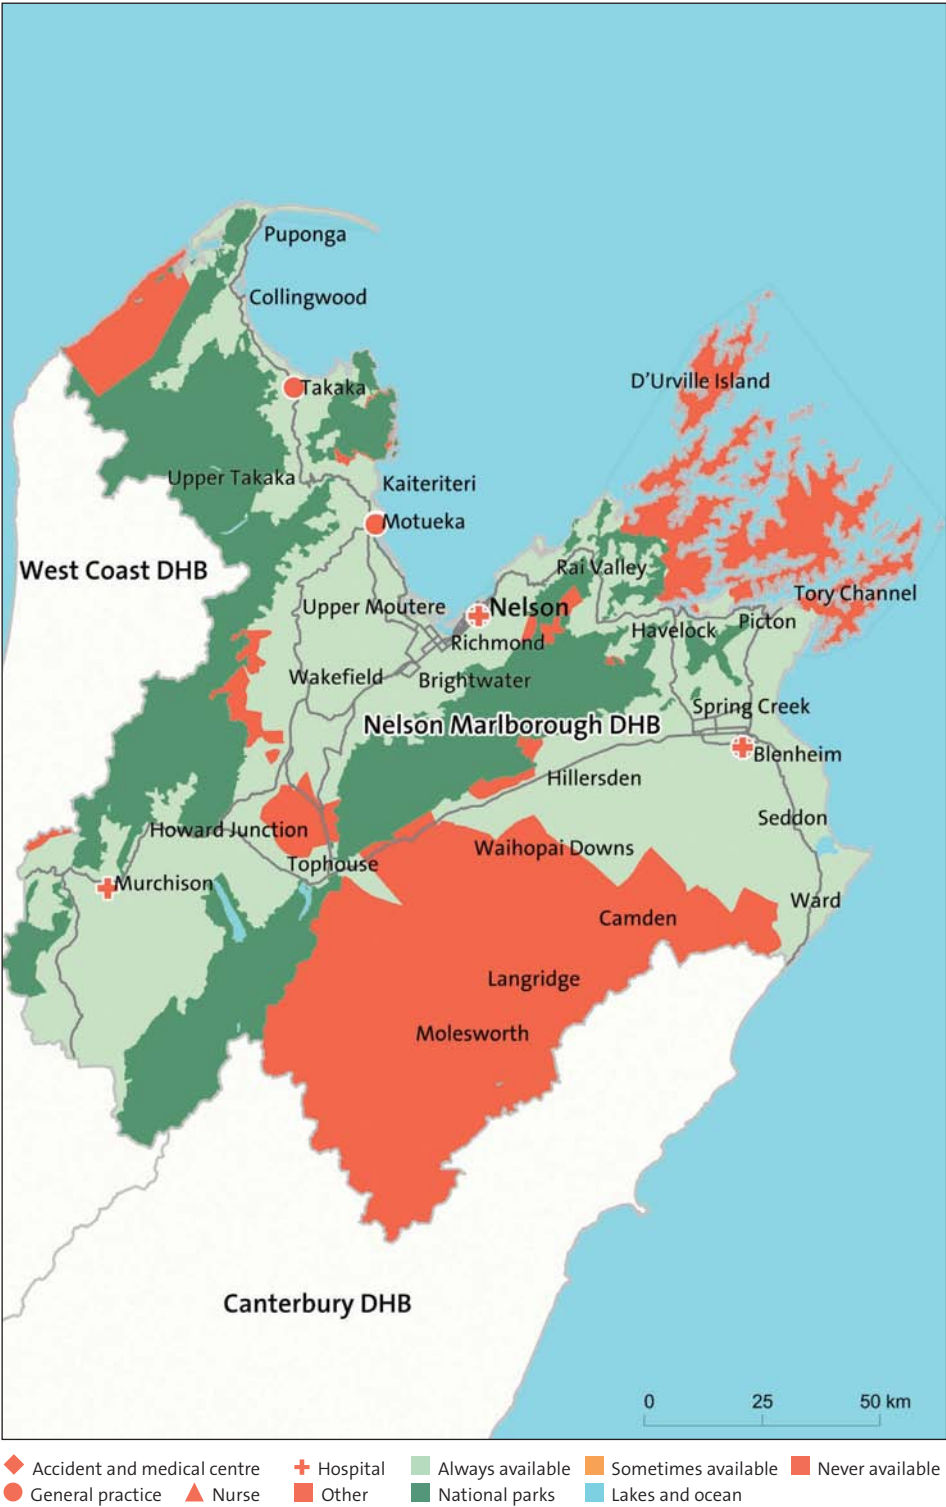 Puponga
Collingwood
Takaka
D'Urville Island
Upper Takaka
Kaiteriteri
Motueka
West Coast DHB
Rai Valley
Tory Channel
Upper Moutere
Nelson
Havelock
Picton
Richmond
Wakefield
Brightwater
Spring Creek
Nelson Marlborough DHB
Blenheim
Hillersden
Seddon
Howard Junction
Waihopai Downs
Tophouse
Murchison
Ward
Camden
Langridge
Molesworth
Canterbury DHB
0 25 50 km
Accident and medical centre Hospital Always available Sometimes available Never available
General practice Nurse Other National parks Lakes and ocean